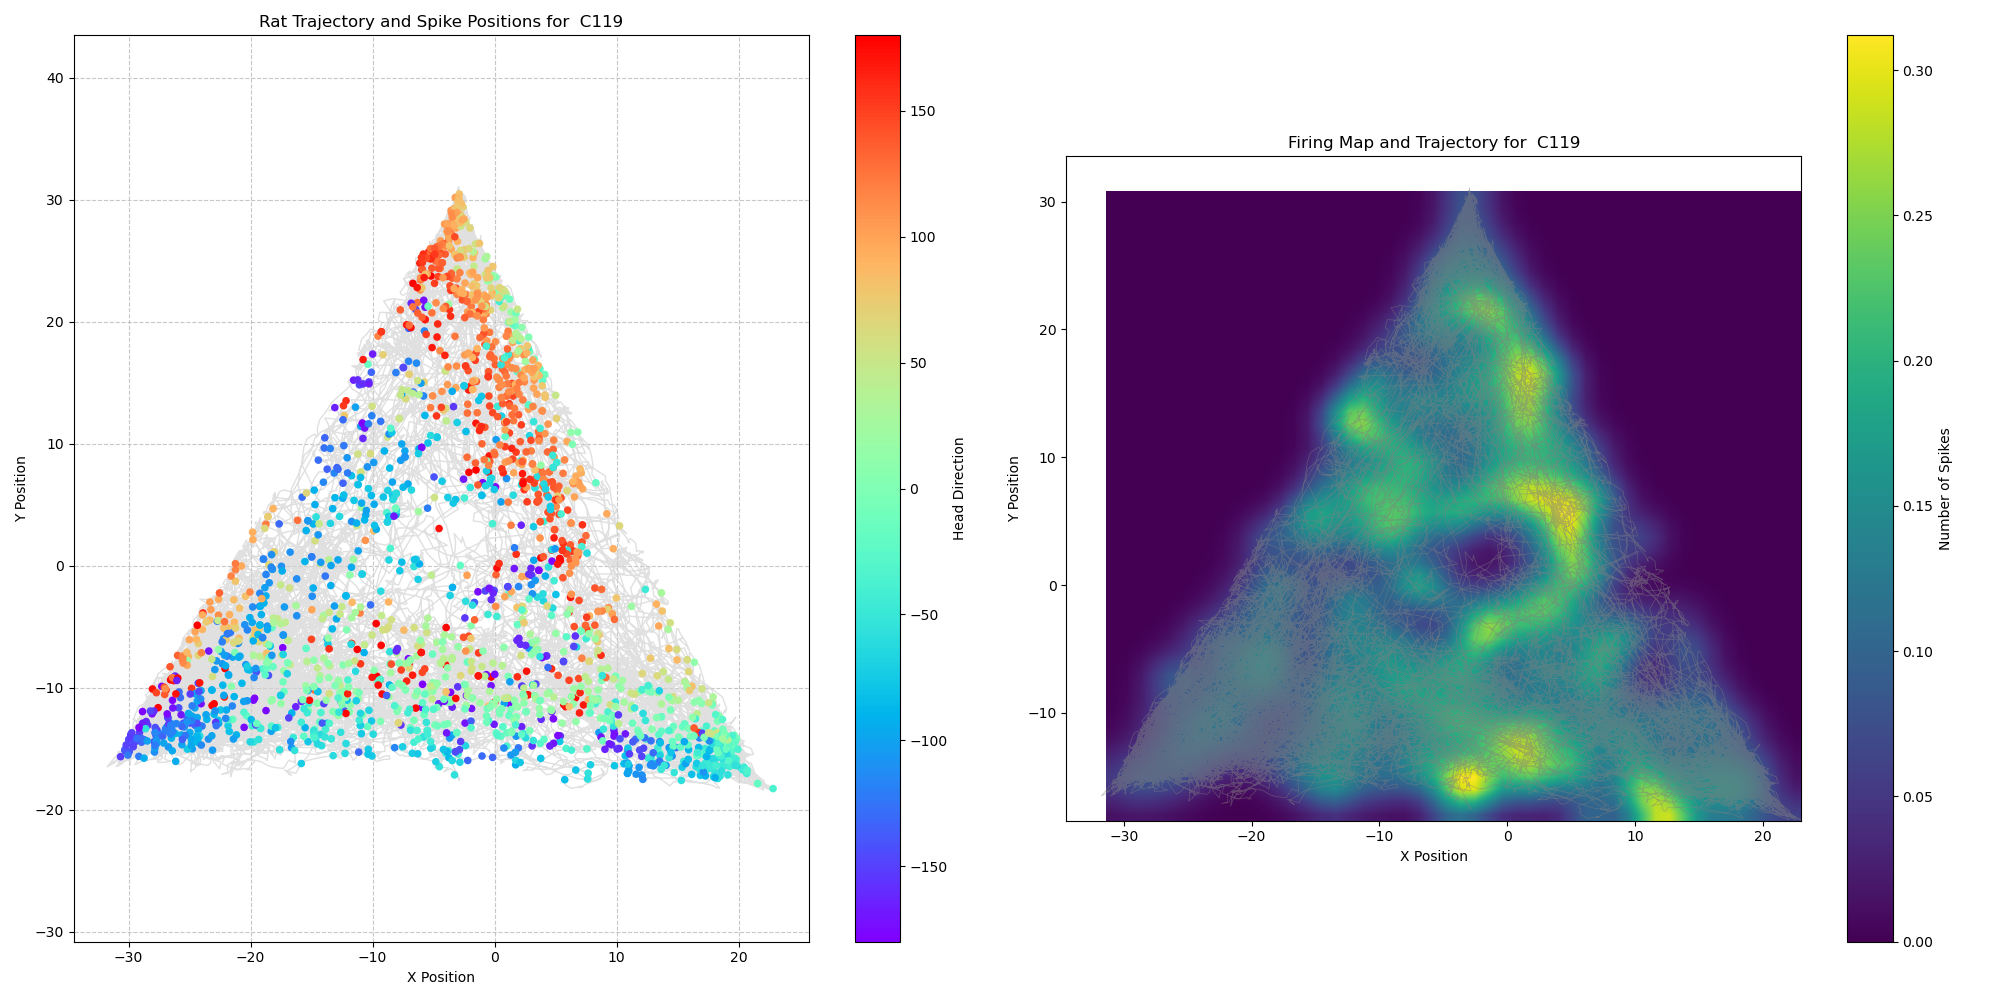 Rat Trajectory and Spike Positions for  C119
40
30
20
10
0
−10
−20
−30
Y Position
−30 −20 −10 0 10 20
X Position
150
100
50
0
−50
−100
−150
Head Direction
Firing Map and Trajectory for  C119
30
20
10
0
−10
Y Position
−30 −20 −10 0 10 20
X Position
0.30
0.25
0.20
0.15
0.10
0.05
0.00
Number of Spikes